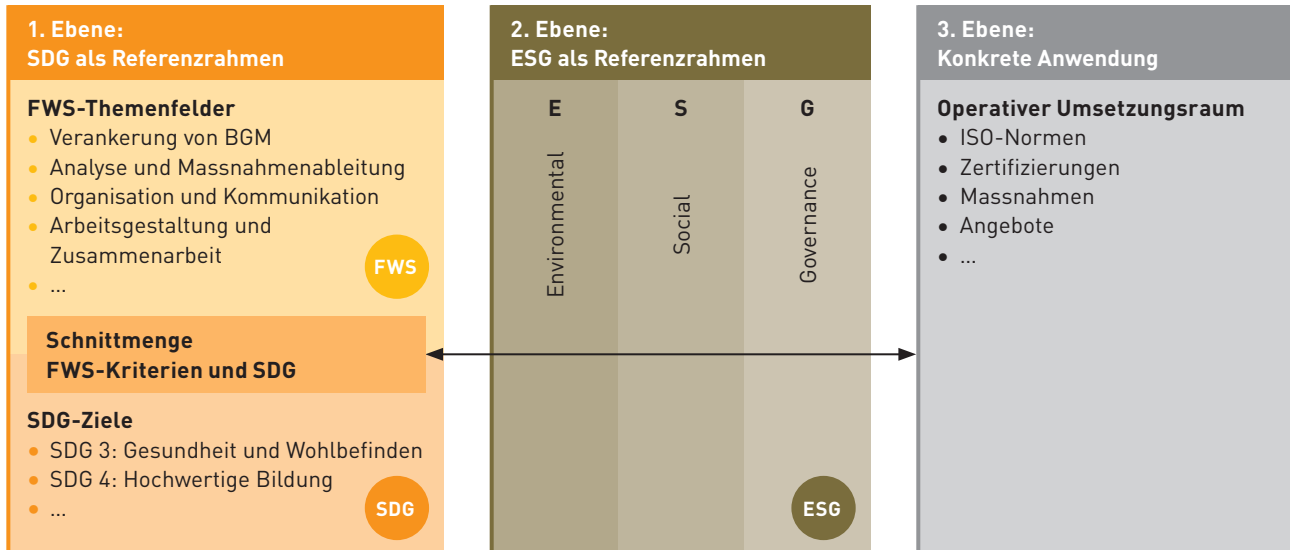 1. Ebene:
SDG als Referenzrahmen
FWS-Themenfelder
• Verankerung von BGM
• Analyse und Massnahmenableitung
• Organisation und Kommunikation
• Arbeitsgestaltung und
Zusammenarbeit
• ...
FWS
Schnittmenge
FWS-Kriterien und SDG
SDG-Ziele
• SDG 3: Gesundheit und Wohlbefinden
• SDG 4: Hochwertige Bildung
• ...
SDG
2. Ebene:
ESG als Referenzrahmen
E
Environmental
S
Social
G
Governance
ESG
3. Ebene:
Konkrete Anwendung
Operativer Umsetzungsraum
• ISO-Normen
• Zertifizierungen
• Massnahmen
• Angebote
• ...